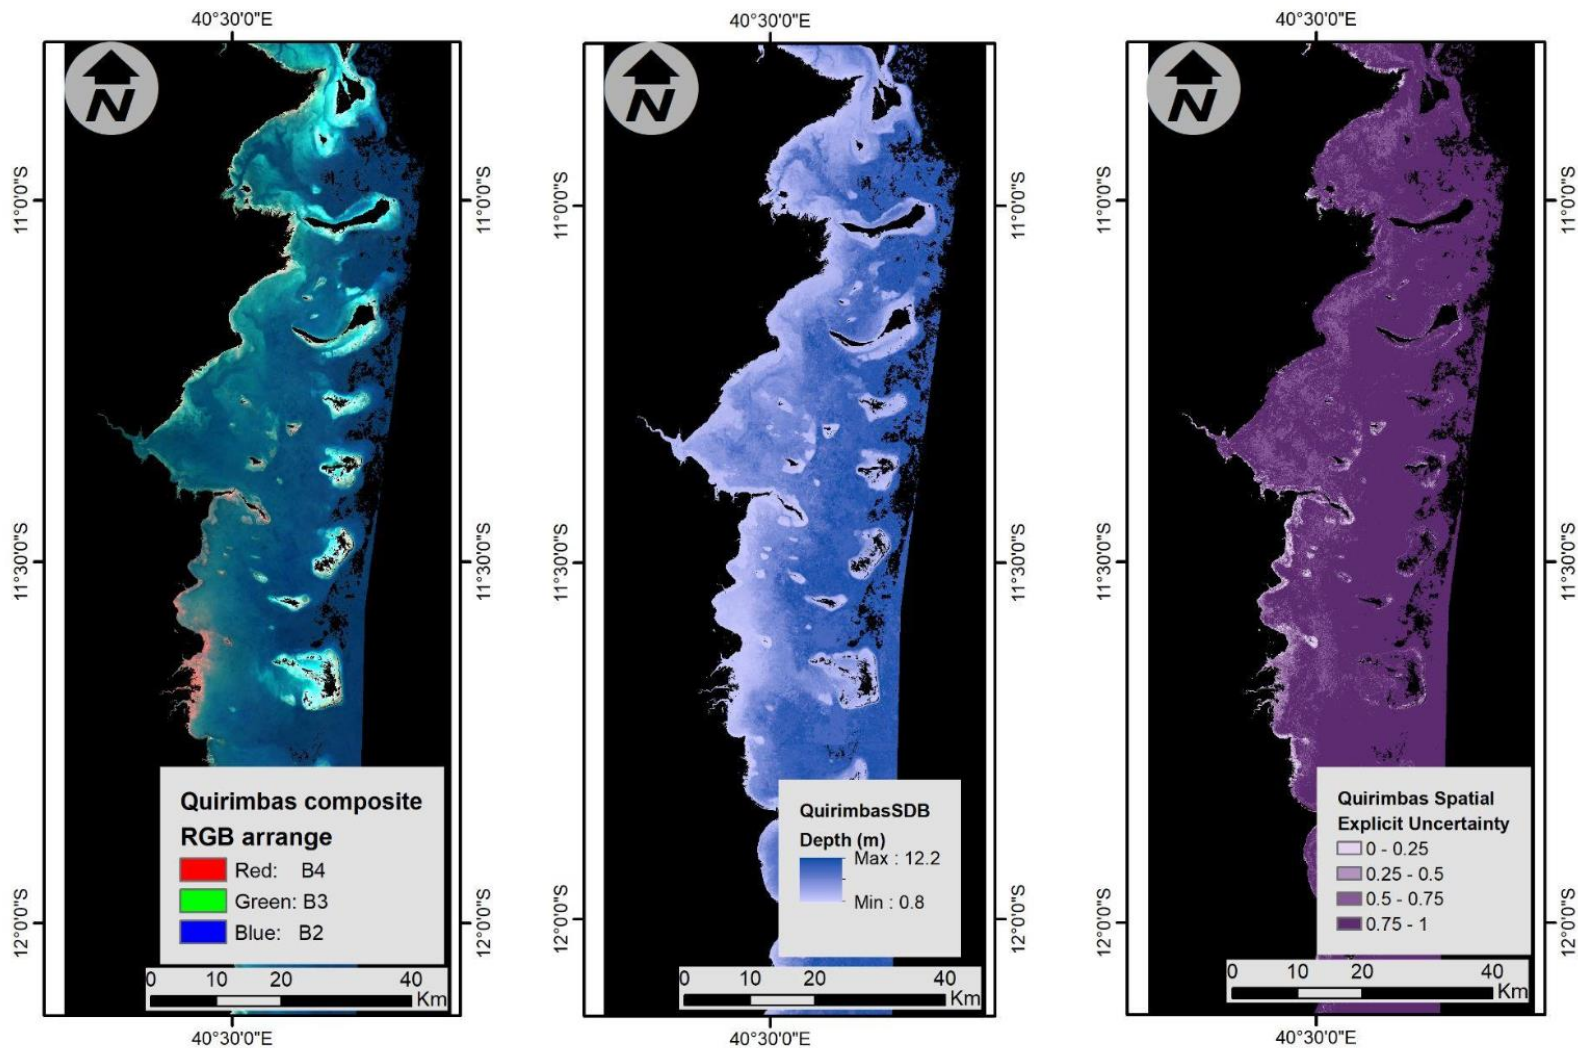 40°30'0"E
40°30'0"E
40°30'0"E
N
N
N
11°0'0"S
11°0'0"S
11°0'0"S
11°0'0"S
11°0'0"S
11°0'0"S
11°30'0"S
11°30'0"S
11°30'0"S
11°30'0"S
11°30'0"S
11°30'0"S
12°0'0"S
12°0'0"S
12°0'0"S
12°0'0"S
12°0'0"S
12°0'0"S
Quirimbas composite
RGB arrange
Red: B4
Green: B3
Blue: B2
0 10 20 40
Km
QuirimbasSDB
Depth (m)
Max : 12.2
Min : 0.8
0 10 20 40
Km
Quirimbas Spatial
Explicit Uncertainty
0 - 0.25
0.25 - 0.5
0.5 - 0.75
0.75 - 1
0 10 20 40
Km
40°30'0"E
40°30'0"E
40°30'0"E